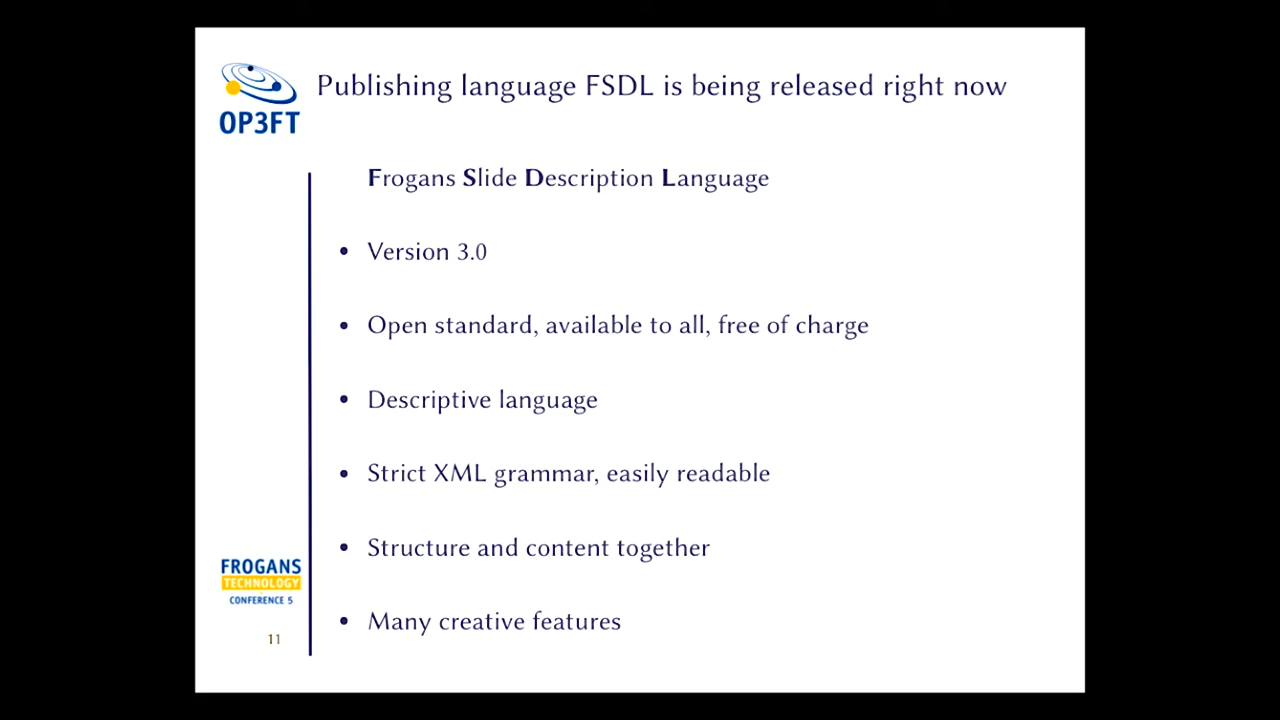 OP3FT
Publishing language FSDL is being released right now
Frogans Slide Description Language
• Version 3.0
• Open standard, available to all, free of charge
• Descriptive language
• Strict XML grammar, easily readable
• Structure and content together
• Many creative features
FROGANS
TECHNOLOGY
CONFERENCE 5
11